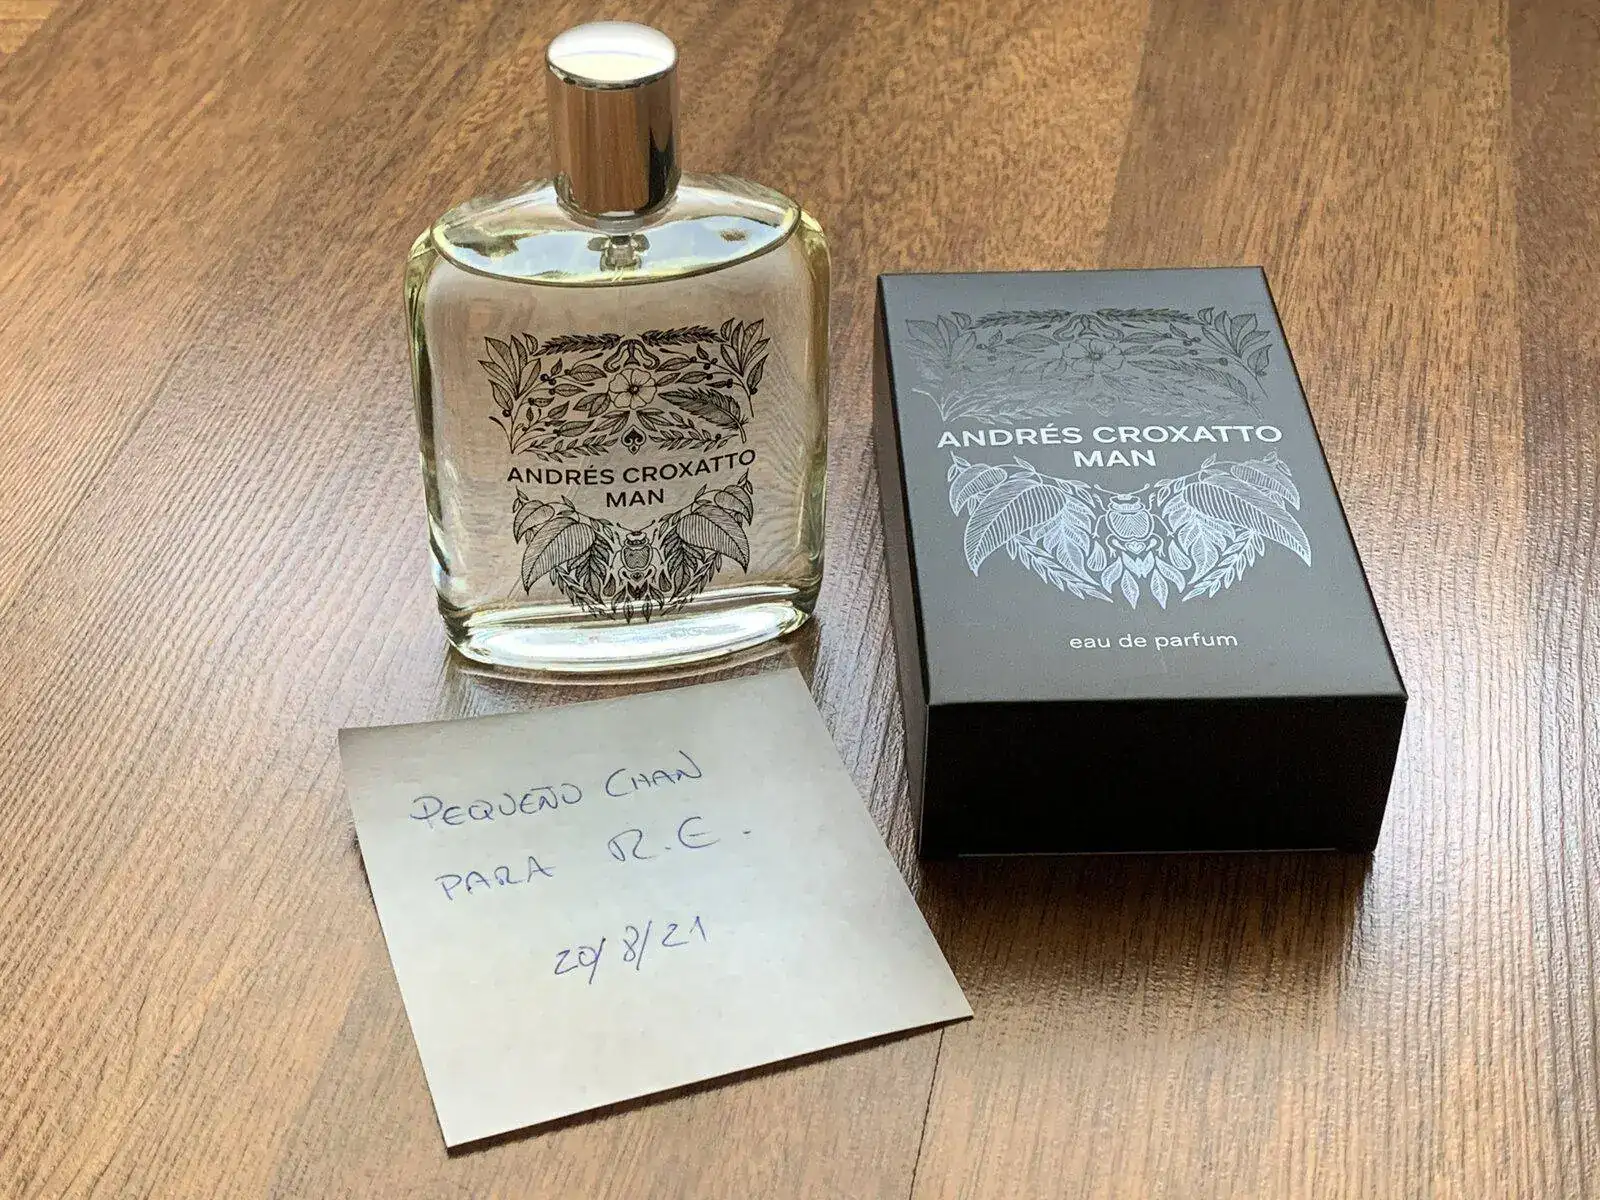 ANDRÉS CROXATTO
MAN
ANDRÉS CROXATTO
MAN
eau de parfum
PEQUEÑO CHAN
PARA R.E.
20/8/21